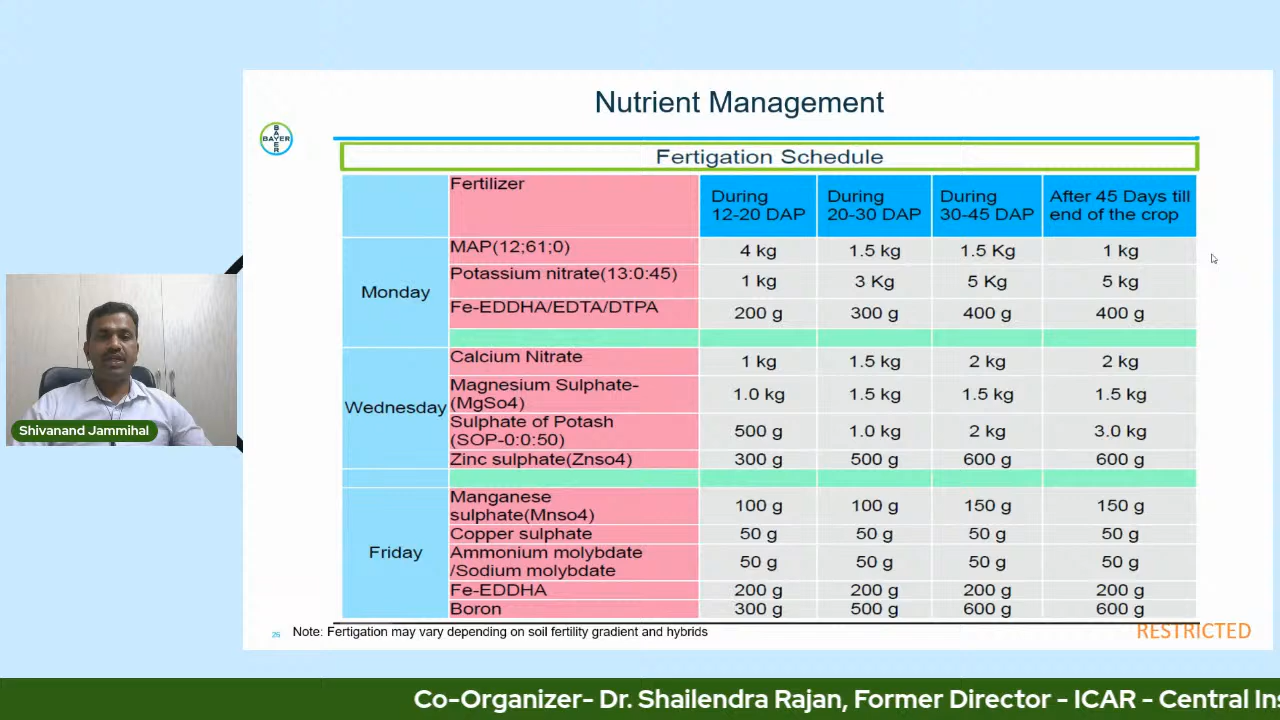 Nutrient Management
BAYER
BAYER
Fertigation Schedule
Fertilizer
During
12-20 DAP
During
20-30 DAP
During
30-45 DAP
After 45 Days till
end of the crop
Monday
MAP(12;61;0) 4 kg 1.5 kg 1.5 Kg 1 kg
Potassium nitrate(13:0:45) 1 kg 3 Kg 5 Kg 5 kg
Fe-EDDHA/EDTA/DTPA 200 g 300 g 400 g 400 g
Wednesday
Calcium Nitrate 1 kg 1.5 kg 2 kg 2 kg
Magnesium Sulphate-
(MgSo4) 1.0 kg 1.5 kg 1.5 kg 1.5 kg
Sulphate of Potash
(SOP-0:0:50) 500 g 1.0 kg 2 kg 3.0 kg
Zinc sulphate(Znso4) 300 g 500 g 600 g 600 g
Friday
Manganese
sulphate(Mnso4) 100 g 100 g 150 g 150 g
Copper sulphate 50 g 50 g 50 g 50 g
Ammonium molybdate
/Sodium molybdate 50 g 50 g 50 g 50 g
Fe-EDDHA 200 g 200 g 200 g 200 g
Boron 300 g 500 g 600 g 600 g
Note: Fertigation may vary depending on soil fertility gradient and hybrids
RESTRICTED
Shivanand Jammihal
Co-Organizer- Dr. Shailendra Rajan, Former Director - ICAR - Central Ins